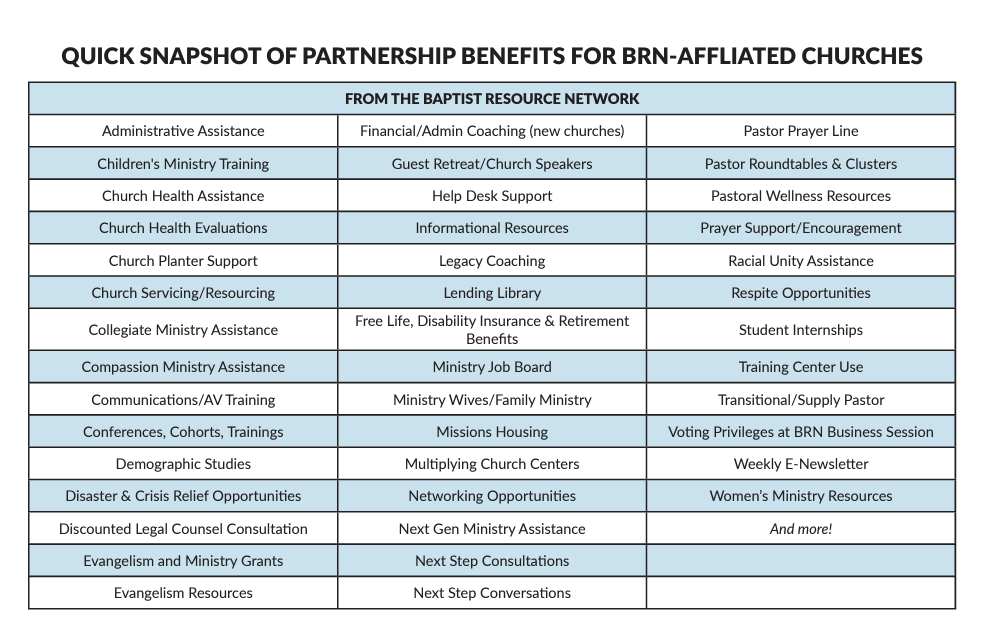 QUICK SNAPSHOT OF PARTNERSHIP BENEFITS FOR BRN-AFFLIATED CHURCHES
FROM THE BAPTIST RESOURCE NETWORK
Administrative Assistance
Financial/Admin Coaching (new churches)
Pastor Prayer Line
Children's Ministry Training
Guest Retreat/Church Speakers
Pastor Roundtables & Clusters
Church Health Assistance
Help Desk Support
Pastoral Wellness Resources
Church Health Evaluations
Informational Resources
Prayer Support/Encouragement
Church Planter Support
Legacy Coaching
Racial Unity Assistance
Church Servicing/Resourcing
Lending Library
Respite Opportunities
Collegiate Ministry Assistance
Free Life, Disability Insurance & Retirement
Benefits
Student Internships
Compassion Ministry Assistance
Ministry Job Board
Training Center Use
Communications/AV Training
Ministry Wives/Family Ministry
Transitional/Supply Pastor
Conferences, Cohorts, Trainings
Missions Housing
Voting Privileges at BRN Business Session
Demographic Studies
Multiplying Church Centers
Weekly E-Newsletter
Disaster & Crisis Relief Opportunities
Networking Opportunities
Women’s Ministry Resources
Discounted Legal Counsel Consultation
Next Gen Ministry Assistance
And more!
Evangelism and Ministry Grants
Next Step Consultations
Evangelism Resources
Next Step Conversations